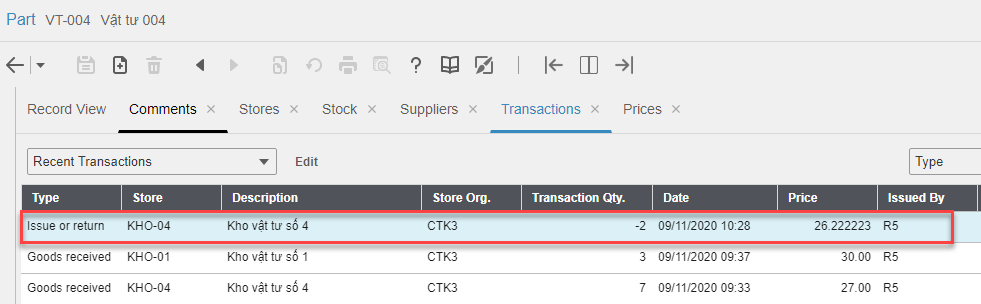 Part VT-004 Vật tư 004
?
Record View Comments × Stores × Stock × Suppliers × Transactions × Prices ×
Recent Transactions Edit Type
Type Store Description Store Org. Transaction Qty. Date Price Issued By
Issue or return KHO-04 Kho vật tư số 4 CTK3 -2 09/11/2020 10:28 26.222223 R5
Goods received KHO-01 Kho vật tư số 1 CTK3 3 09/11/2020 09:37 30.00 R5
Goods received KHO-04 Kho vật tư số 4 CTK3 7 09/11/2020 09:33 27.00 R5